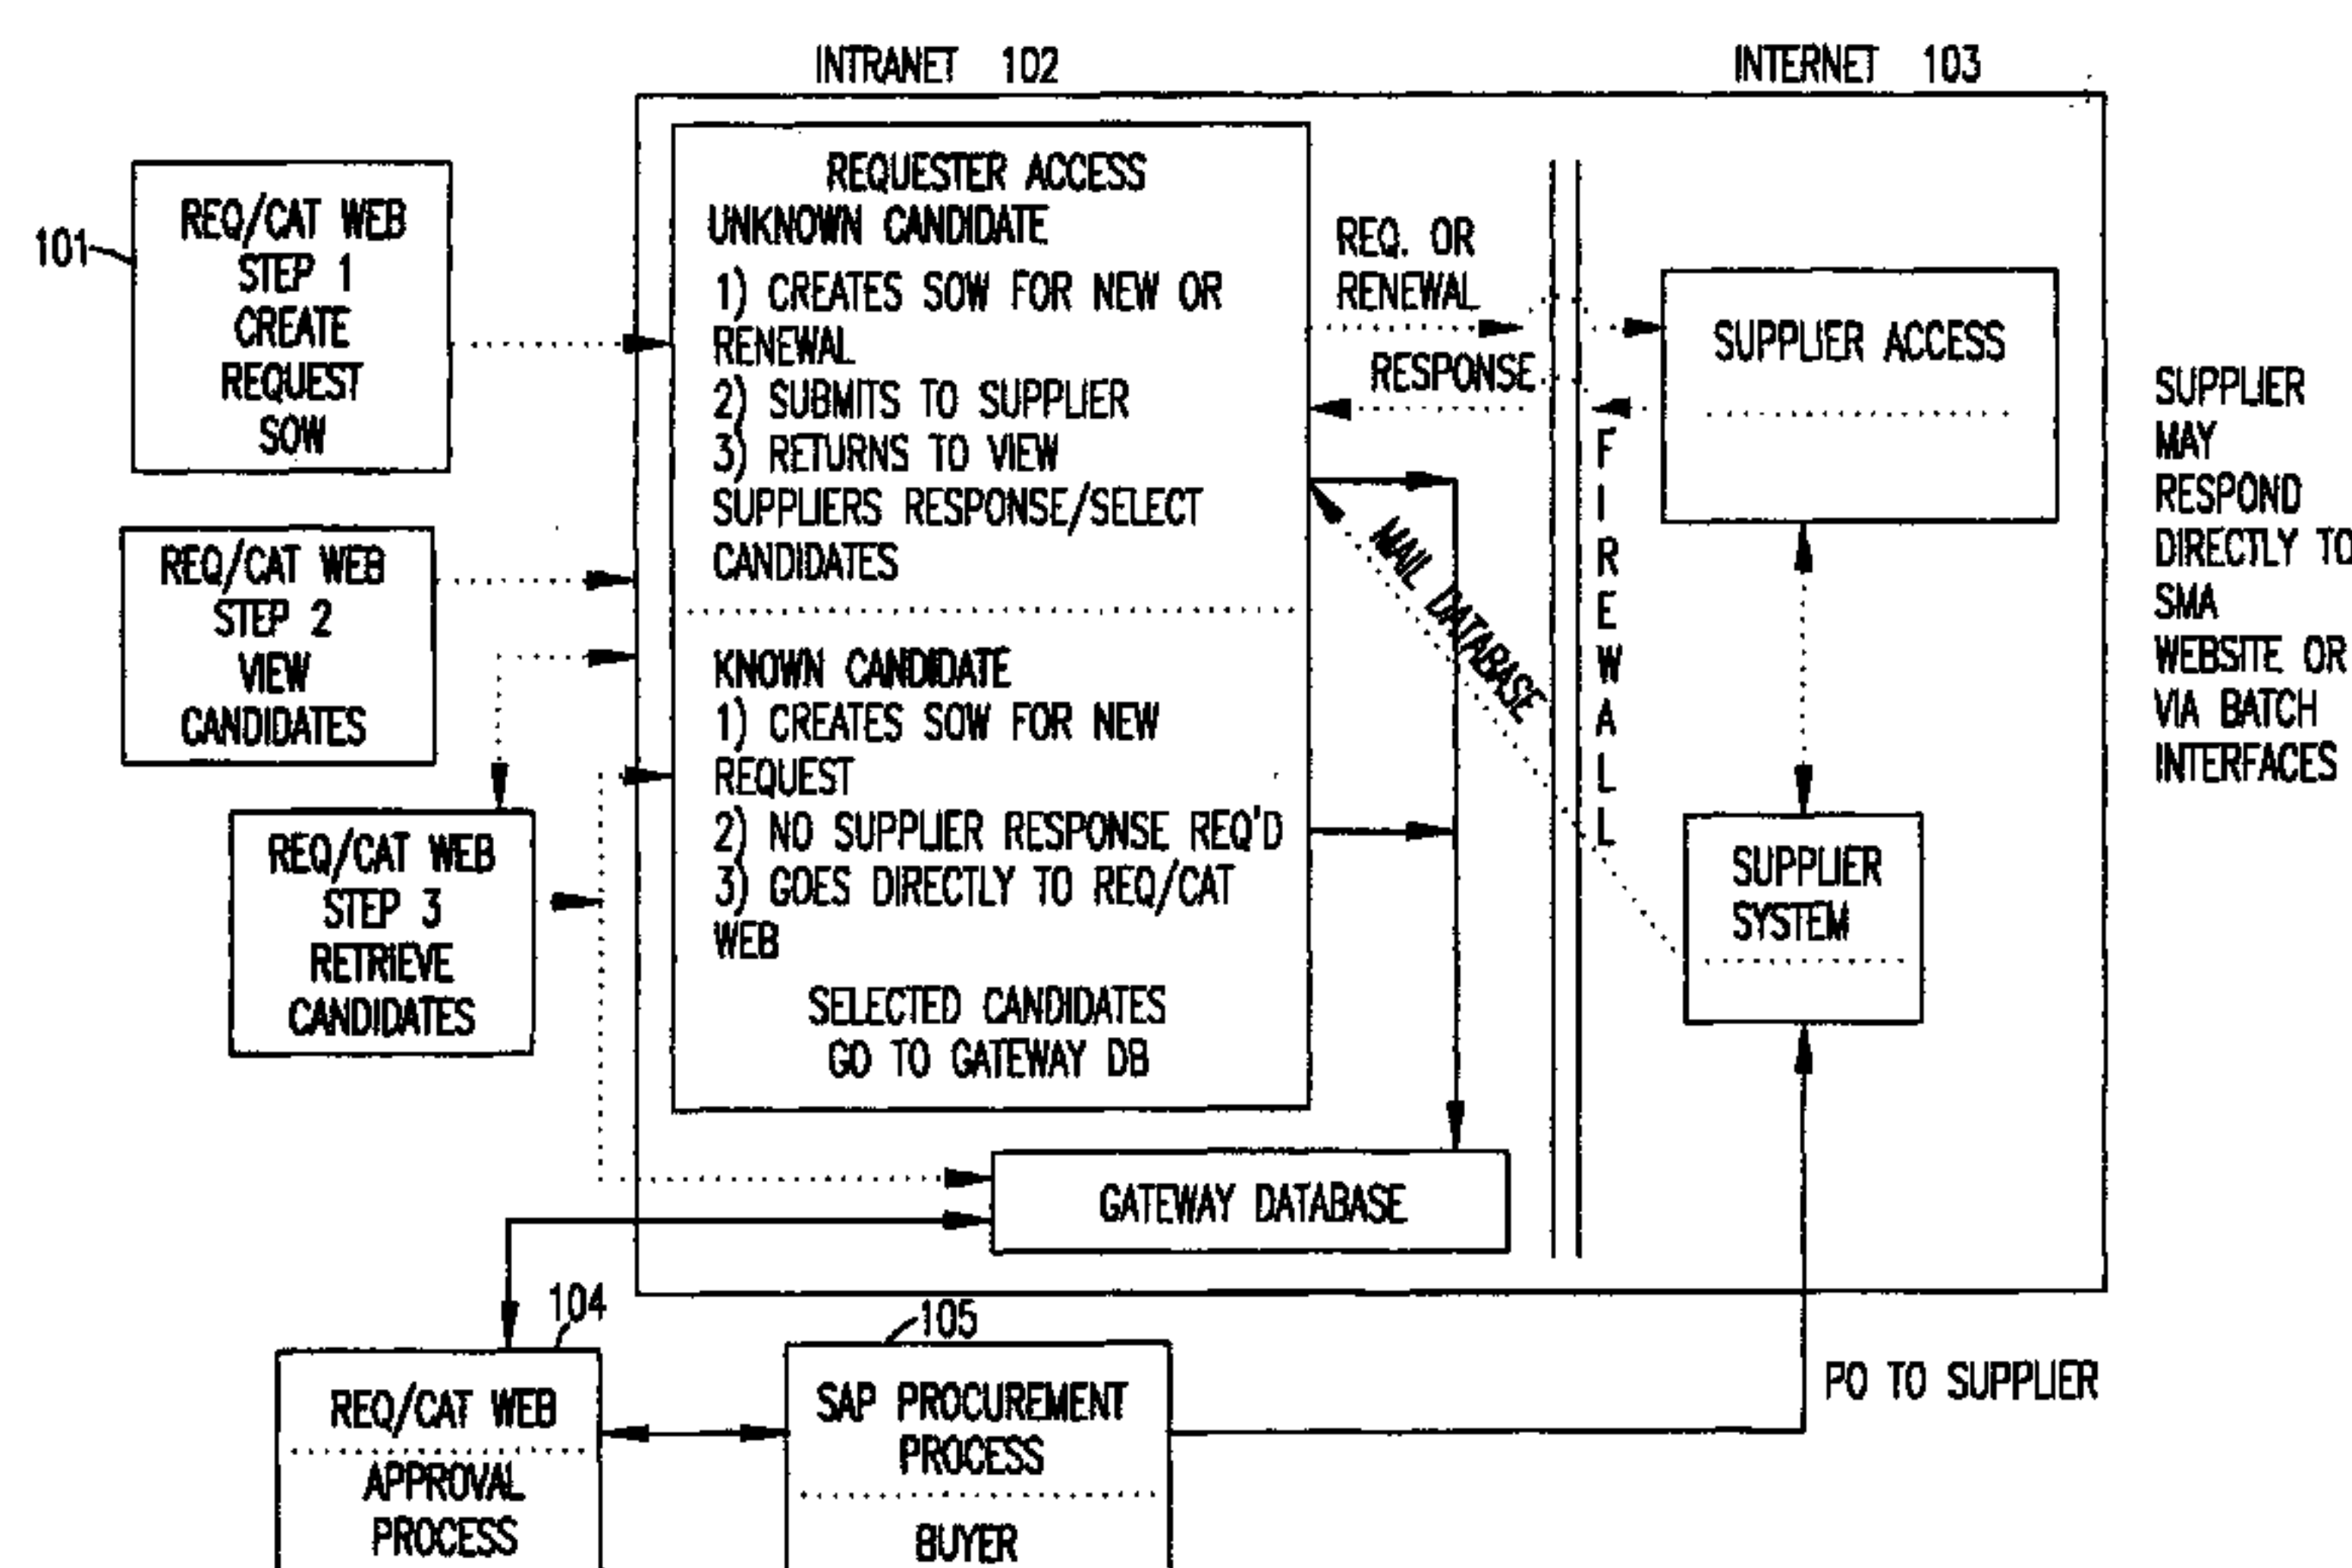 INTRANET 102
INTERNET 103
101
REQ/CAT WEB
STEP 1
CREATE
REQUEST
SOW
REQ/CAT WEB
STEP 2
VIEW
CANDIDATES
REQ/CAT WEB
STEP 3
RETRIEVE
CANDIDATES
REQUESTER ACCESS
UNKNOWN CANDIDATE
1) CREATES SOW FOR NEW OR
RENEWAL
2) SUBMITS TO SUPPLIER
3) RETURNS TO VIEW
SUPPLIERS RESPONSE/SELECT
CANDIDATES
KNOWN CANDIDATE
1) CREATES SOW FOR NEW
REQUEST
2) NO SUPPLIER RESPONSE REQ'D
3) GOES DIRECTLY TO REQ/CAT
WEB
SELECTED CANDIDATES
GO TO GATEWAY DB
REQ. OR
RENEWAL
RESPONSE
MAIL DATABASE
FIREWALL
SUPPLIER ACCESS
SUPPLIER
SYSTEM
SUPPLIER
MAY
RESPOND
DIRECTLY TO
SMA
WEBSITE OR
VIA BATCH
INTERFACES
GATEWAY DATABASE
104
REQ/CAT WEB
APPROVAL
PROCESS
105
SAP PROCUREMENT
PROCESS
BUYER
PO TO SUPPLIER